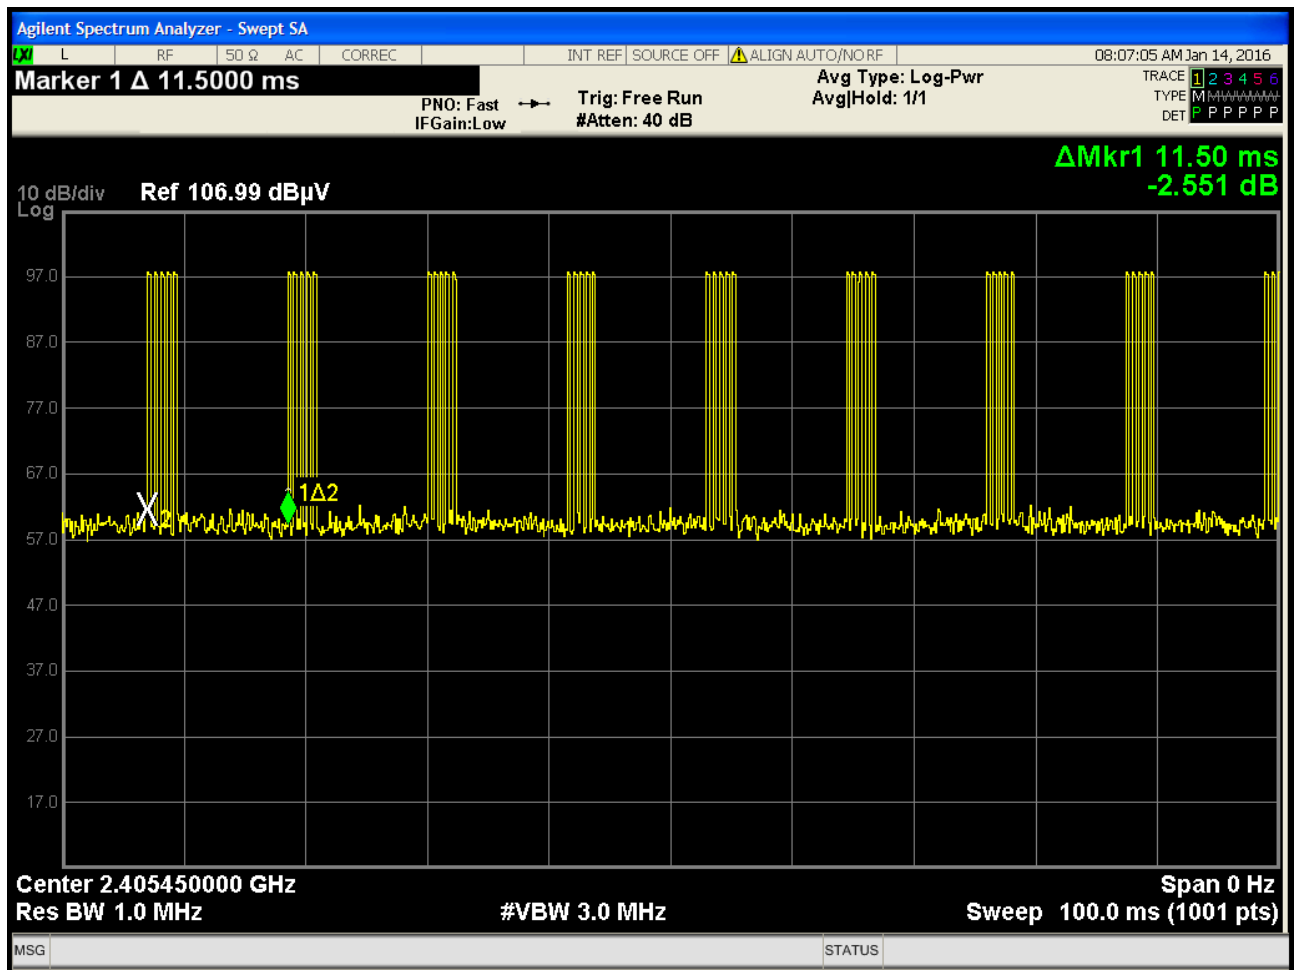 Agilent Spectrum Analyzer - Swept SA
LXI L RF 50 Ω AC CORREC INT REF SOURCE OFF ALIGN AUTO/NO RF 08:07:05 AM Jan 14, 2016
Marker 1 Δ 11.5000 ms
PNO: Fast
IFGain:Low
Trig: Free Run
#Atten: 40 dB
Avg Type: Log-Pwr
Avg|Hold: 1/1
TRACE 1 2 3 4 5 6
TYPE M
DET P P P P P P
ΔMkr1 11.50 ms
-2.551 dB
10 dB/div Ref 106.99 dBµV
Log
97.0
87.0
77.0
67.0
1Δ2
2
57.0
47.0
37.0
27.0
17.0
Center 2.405450000 GHz Span 0 Hz
Res BW 1.0 MHz #VBW 3.0 MHz Sweep 100.0 ms (1001 pts)
MSG STATUS